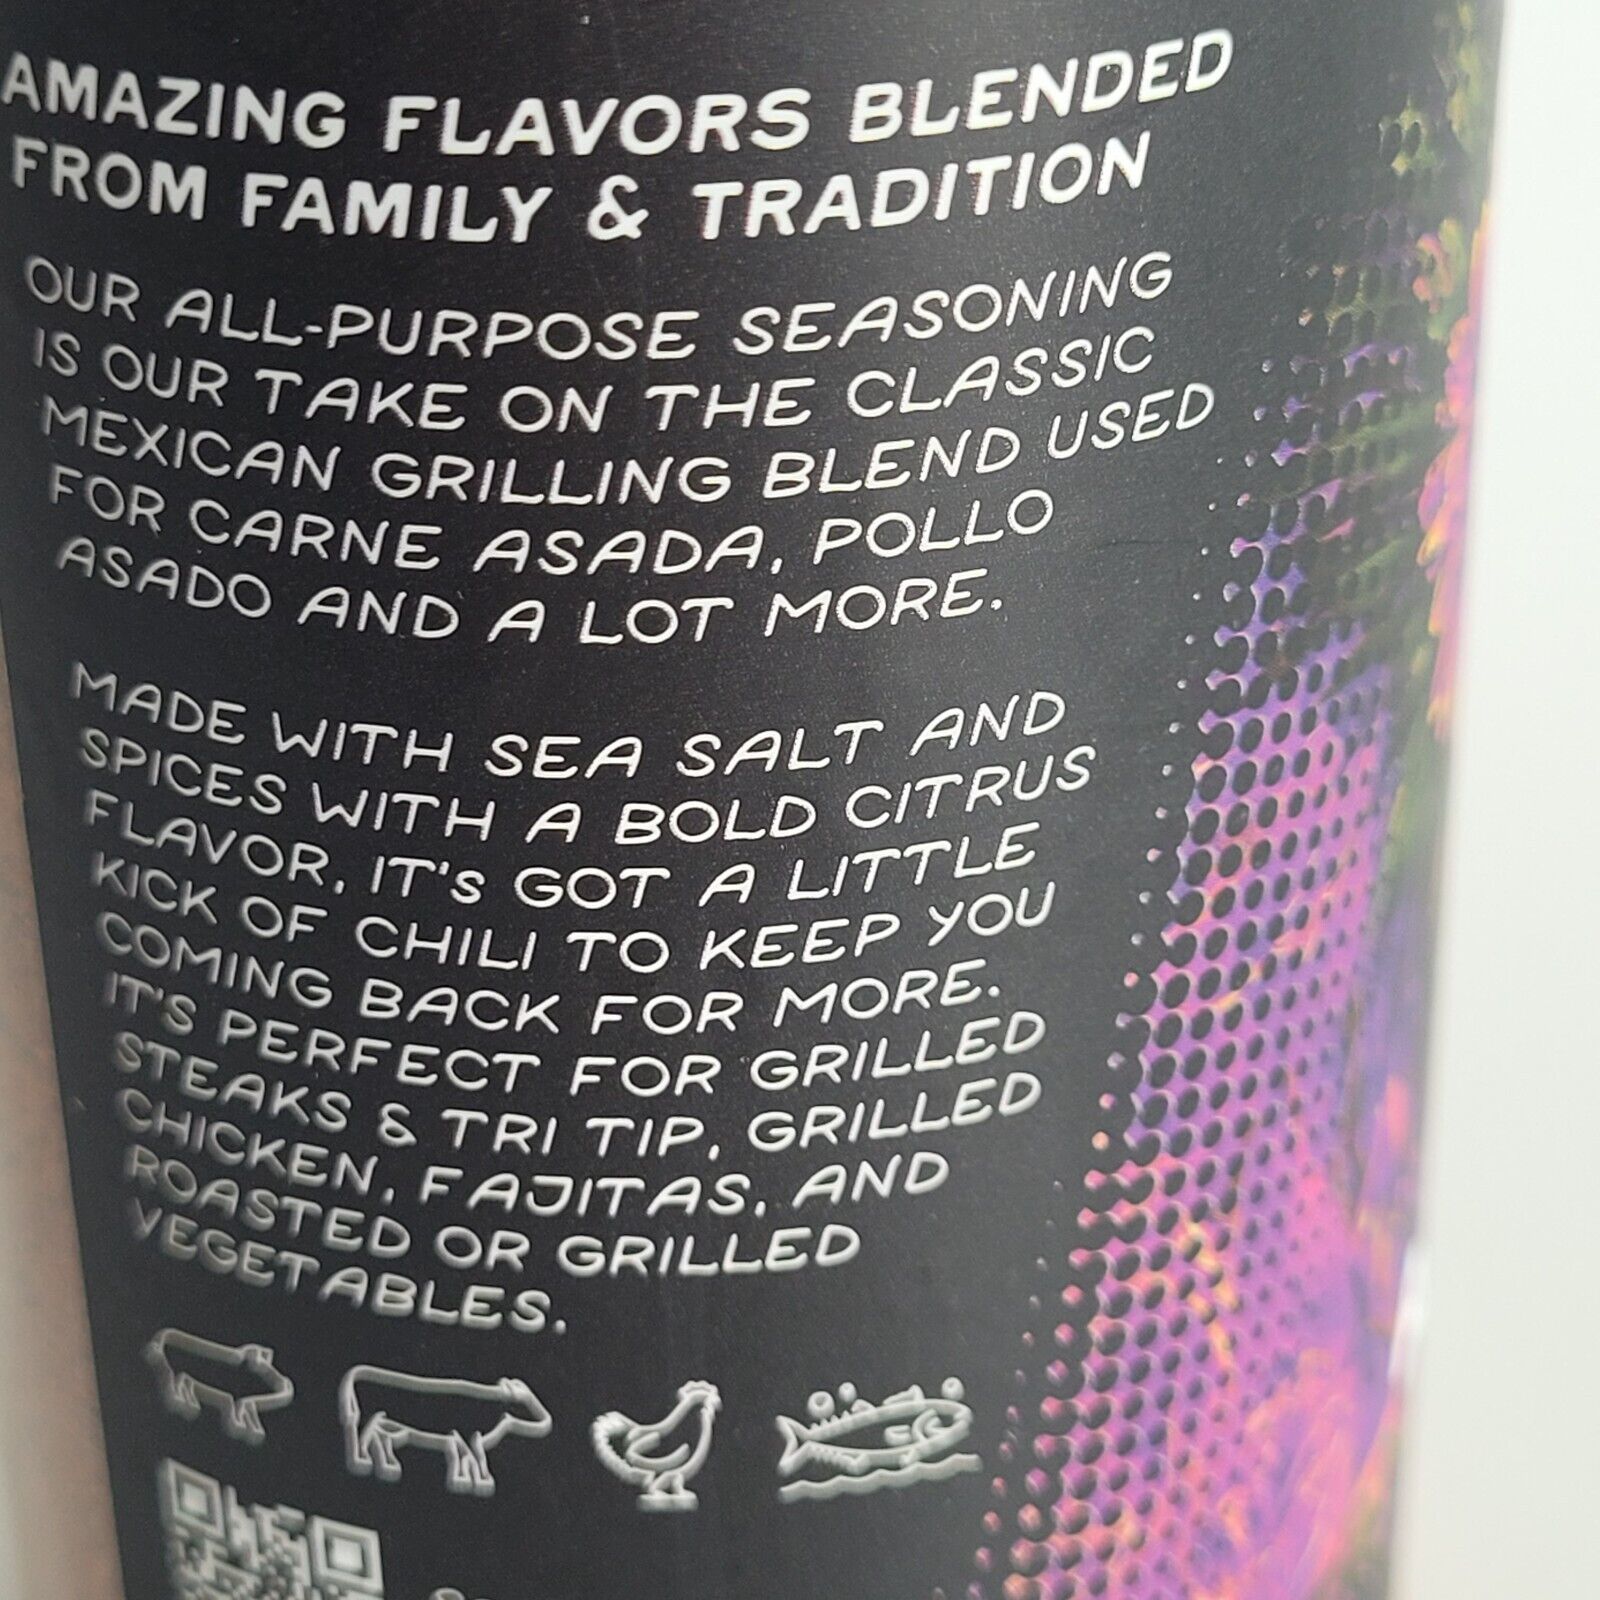 AMAZING FLAVORS BLENDED
FROM FAMILY & TRADITION
OUR ALL-PURPOSE SEASONING
IS OUR TAKE ON THE CLASSIC
MEXICAN GRILLING BLEND USED
FOR CARNE ASADA, POLLO
ASADO AND A LOT MORE.
MADE WITH SEA SALT AND
SPICES WITH A BOLD CITRUS
FLAVOR, IT'S GOT A LITTLE
KICK OF CHILI TO KEEP YOU
COMING BACK FOR MORE.
IT'S PERFECT FOR GRILLED
STEAKS & TRI TIP, GRILLED
CHICKEN, FAJITAS, AND
ROASTED OR GRILLED
VEGETABLES.